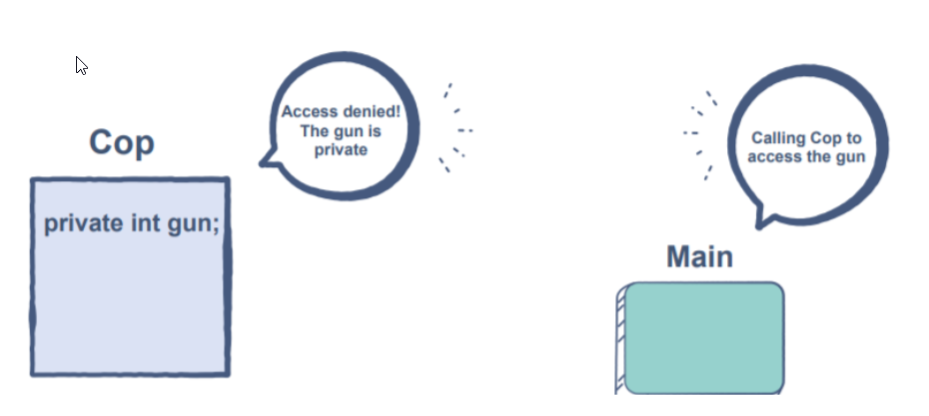 Cop
private int gun;
Access denied!
The gun is
private
Calling Cop to
access the gun
Main